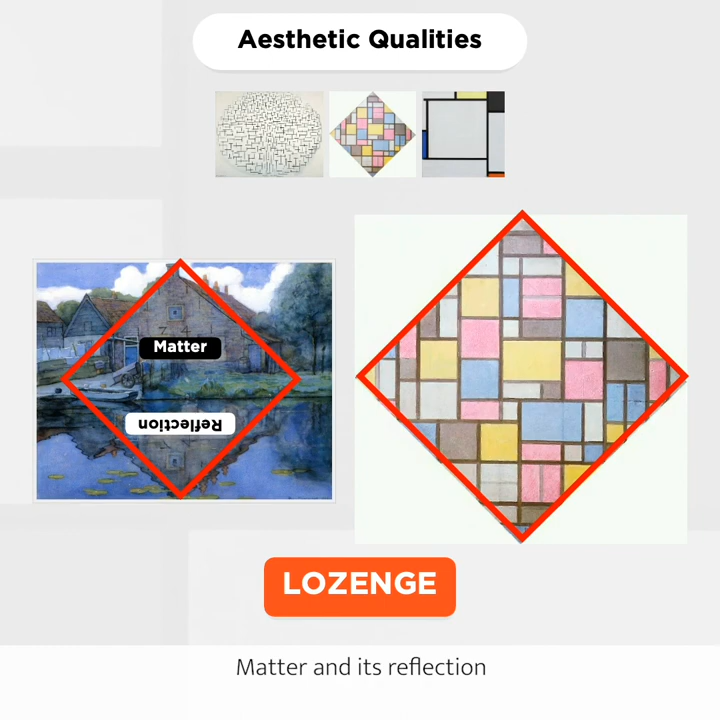 Aesthetic Qualities
Matter
Reflection
LOZENGE
Matter and its reflection